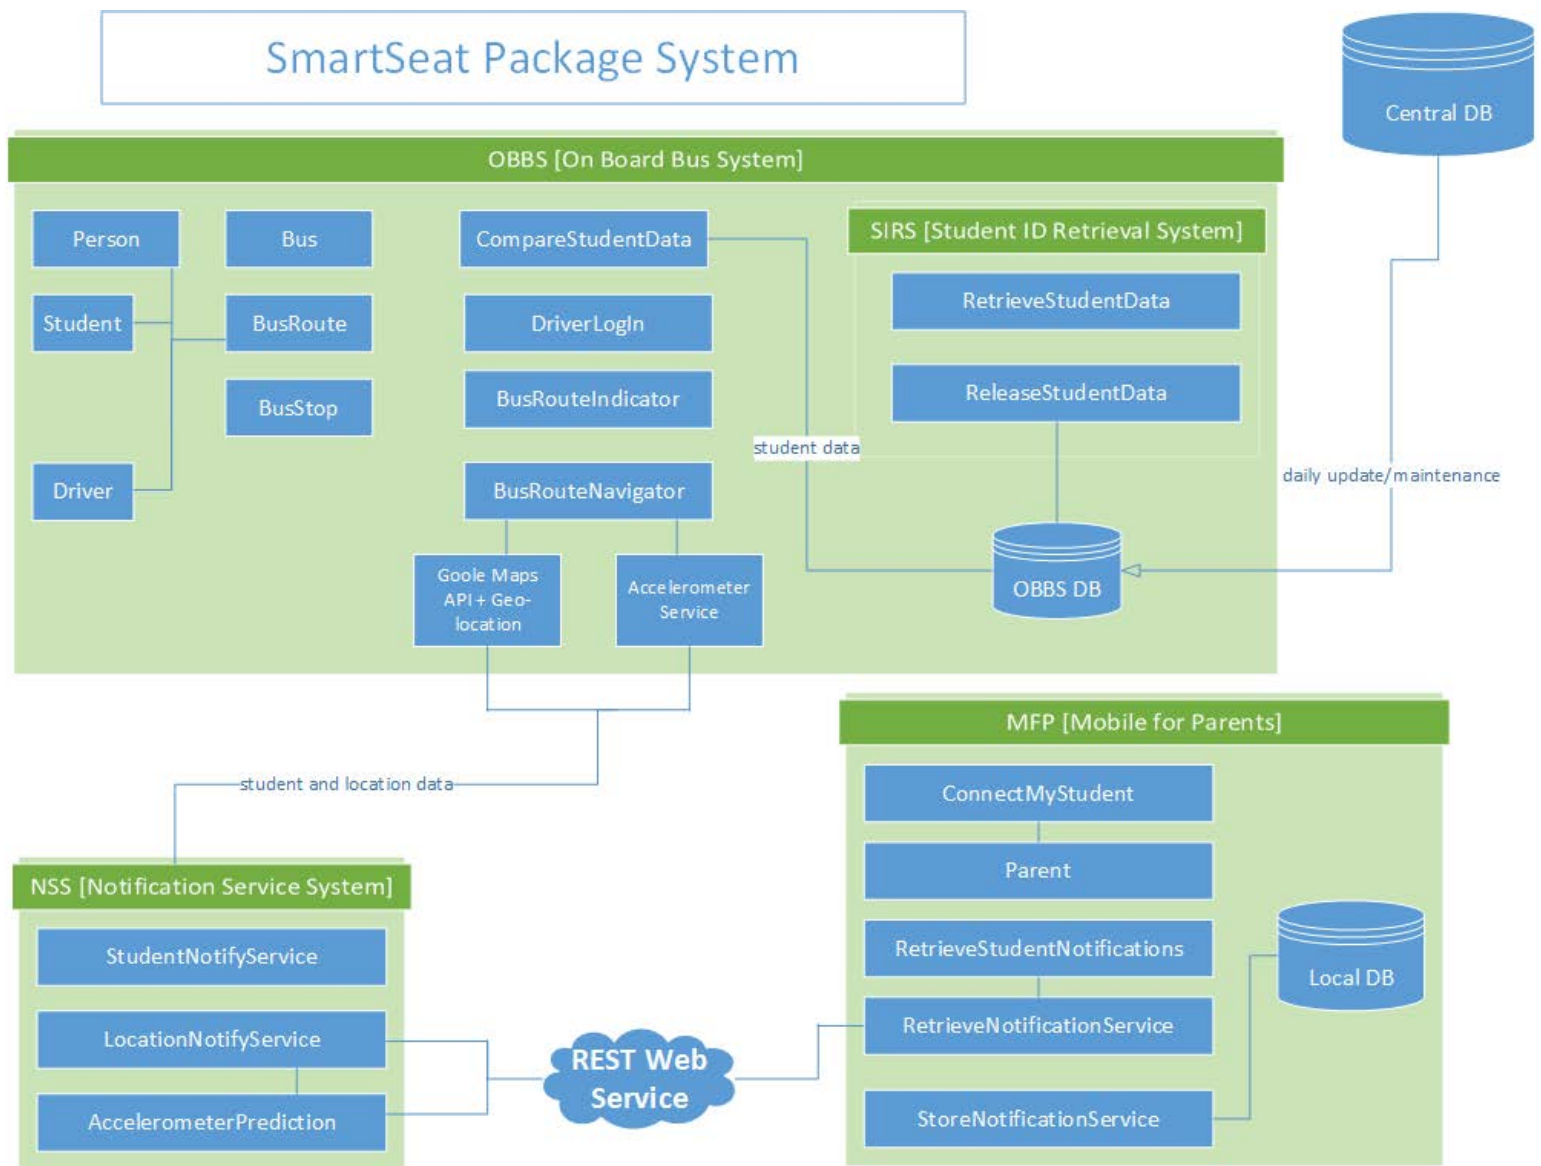 SmartSeat Package System
Central DB
OBBS [On Board Bus System]
Person
Bus
CompareStudentData
SIRS [Student ID Retrieval System]
RetrieveStudentData
Student
BusRoute
DriverLogIn
ReleaseStudentData
BusStop
BusRouteIndicator
student data
daily update/maintenance
Driver
BusRouteNavigator
Goole Maps
API + Geo-
location
Accelerometer
Service
OBBS DB
MFP [Mobile for Parents]
student and location data
ConnectMyStudent
Parent
NSS [Notification Service System]
StudentNotifyService
RetrieveStudentNotifications
Local DB
LocationNotifyService
REST Web
Service
RetrieveNotificationService
AccelerometerPrediction
StoreNotificationService